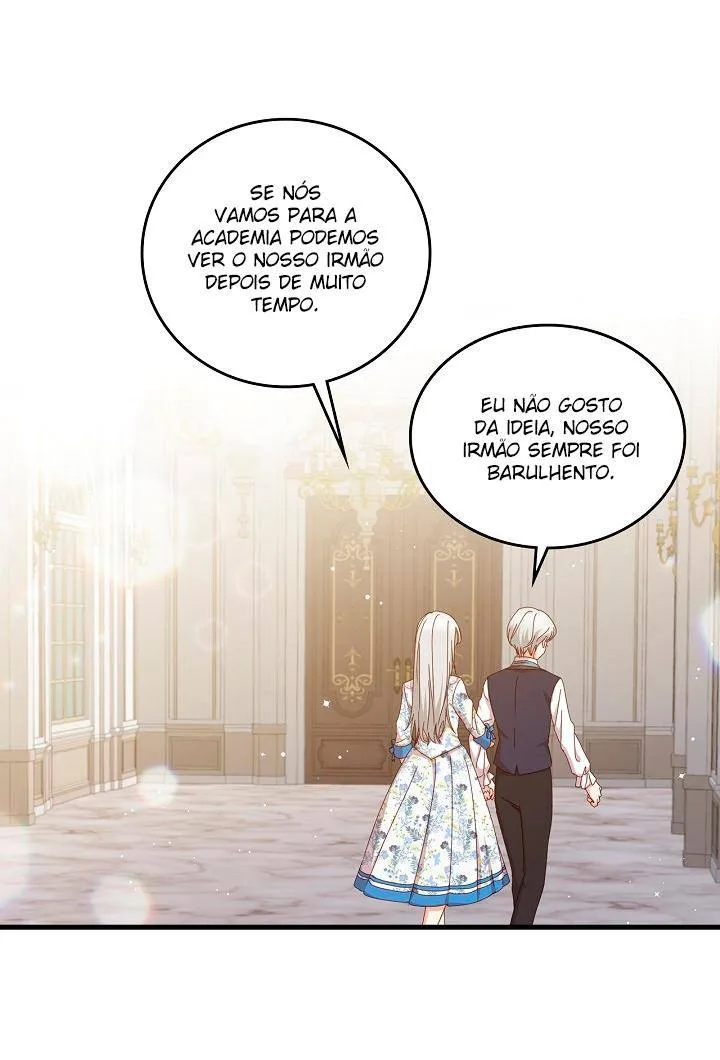 SE NÓS
VAMOS PARA A
ACADEMIA PODEMOS
VER O NOSSO IRMÃO
DEPOIS DE MUITO
TEMPO.
EU NÃO GOSTO
DA IDEIA, NOSSO
IRMÃO SEMPRE FOI
BARULHENTO.